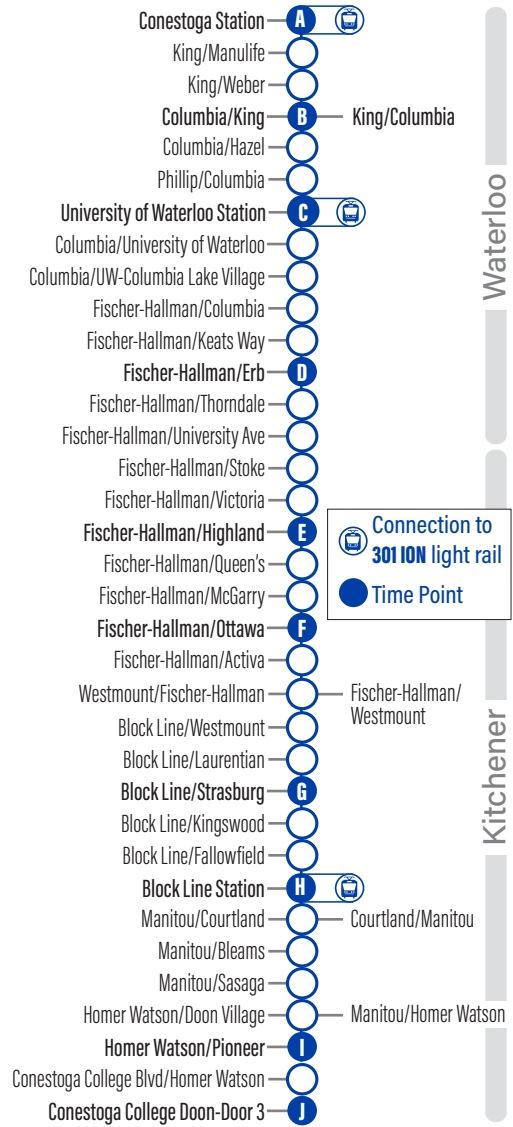 Conestoga Station A
King/Manulife
King/Weber
Columbia/King B King/Columbia
Columbia/Hazel
Phillip/Columbia
University of Waterloo Station C
Columbia/University of Waterloo
Columbia/UW-Columbia Lake Village
Fischer-Hallman/Columbia
Fischer-Hallman/Keats Way
Fischer-Hallman/Erb D
Fischer-Hallman/Thorndale
Fischer-Hallman/University Ave
Waterloo
Fischer-Hallman/Stoke
Fischer-Hallman/Victoria
Fischer-Hallman/Highland E
Fischer-Hallman/Queen's
Fischer-Hallman/McGarry
Fischer-Hallman/Ottawa F
Fischer-Hallman/Activa
Westmount/Fischer-Hallman Fischer-Hallman/
Westmount
Block Line/Westmount
Block Line/Laurentian
Block Line/Strasburg G
Block Line/Kingswood
Block Line/Fallowfield
Block Line Station H
Manitou/Courtland Courtland/Manitou
Manitou/Bleams
Manitou/Sasaga
Homer Watson/Doon Village Manitou/Homer Watson
Homer Watson/Pioneer I
Conestoga College Blvd/Homer Watson
Conestoga College Doon-Door 3 J
Kitchener
Connection to
301 ION light rail
Time Point